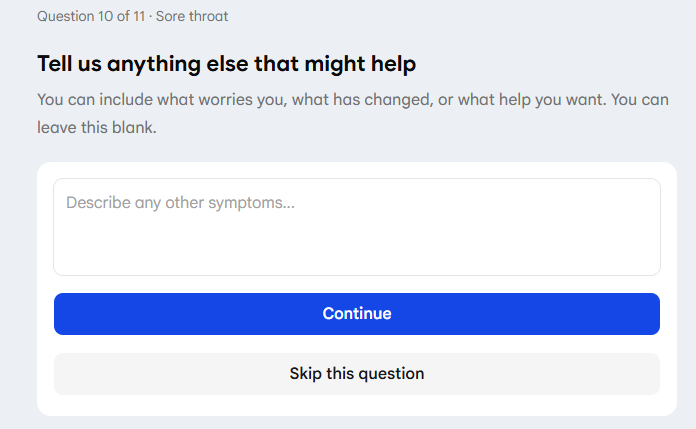 Question 10 of 11 · Sore throat
Tell us anything else that might help
You can include what worries you, what has changed, or what help you want. You can
leave this blank.
Describe any other symptoms...
Continue
Skip this question